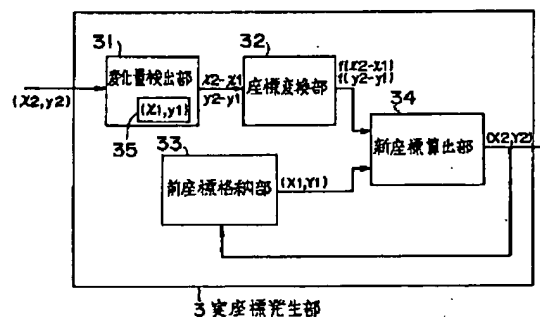 31
32
変化量検出部
(x1,y1)
35
(x2,y2)
x2-x1
y2-y1
座標変換部
f(x2-x1)
f(y2-y1)
34
33
前座標格納部
(X1,Y1)
新座標算出部
(X2,Y2)
3 実座標発生部